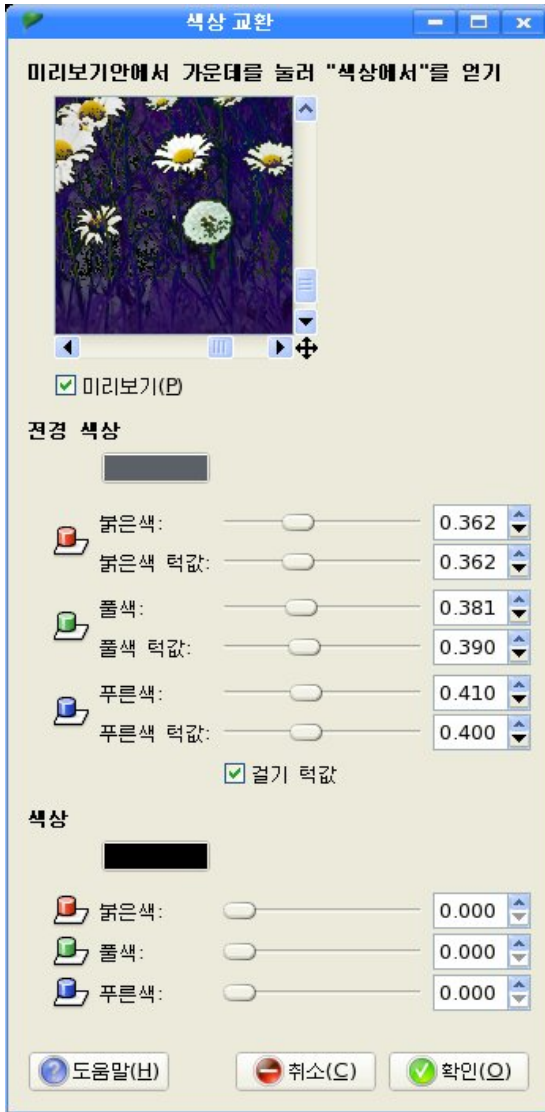 색상 교환
미리보기안에서 가운데를 눌러 "색상에서"를 얻기
미리보기(P)
전경 색상
붉은색: 0.362
붉은색 턱값: 0.362
풀색: 0.381
풀색 턱값: 0.390
푸른색: 0.410
푸른색 턱값: 0.400
걸기 턱값
색상
붉은색: 0.000
풀색: 0.000
푸른색: 0.000
도움말(H) 취소(C) 확인(O)